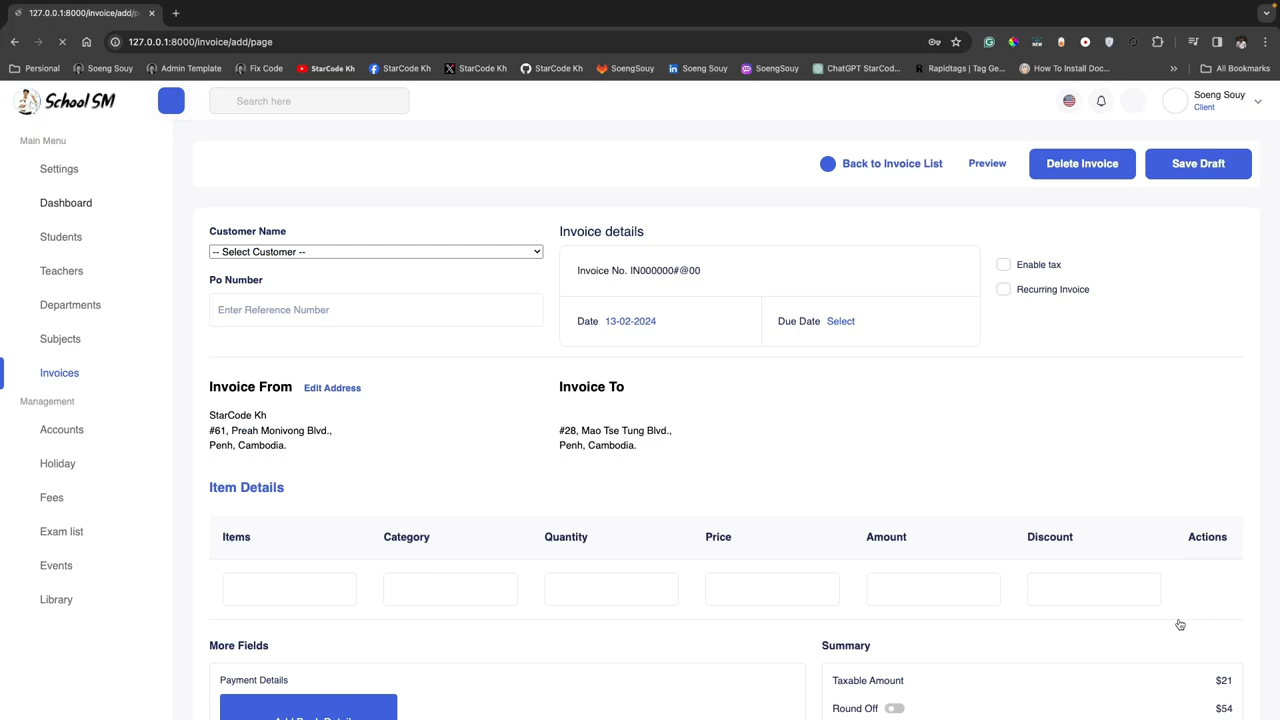 127.0.0.1:8000/invoice/add/p
127.0.0.1:8000/invoice/add/page
Personal Soeng Souy Admin Template Fix Code StarCode Kh StarCode Kh StarCode Kh StarCode Kh SoengSouy Soeng Souy SoengSouy ChatGPT StarCod... Rapidtags | Tag Ge... How To Install Doc... » All Bookmarks
School SM
Search here
Soeng Souy
Client
Main Menu
Settings
Dashboard
Students
Teachers
Departments
Subjects
Invoices
Management
Accounts
Holiday
Fees
Exam list
Events
Library
Back to Invoice List Preview Delete Invoice Save Draft
Customer Name
-- Select Customer --
Po Number
Enter Reference Number
Invoice details
Invoice No. IN000000#@00
Date 13-02-2024 Due Date Select
Enable tax
Recurring Invoice
Invoice From Edit Address
StarCode Kh
#61, Preah Monivong Blvd.,
Penh, Cambodia.
Invoice To
#28, Mao Tse Tung Blvd.,
Penh, Cambodia.
Item Details
Items Category Quantity Price Amount Discount Actions
More Fields
Payment Details
Summary
Taxable Amount $21
Round Off $54